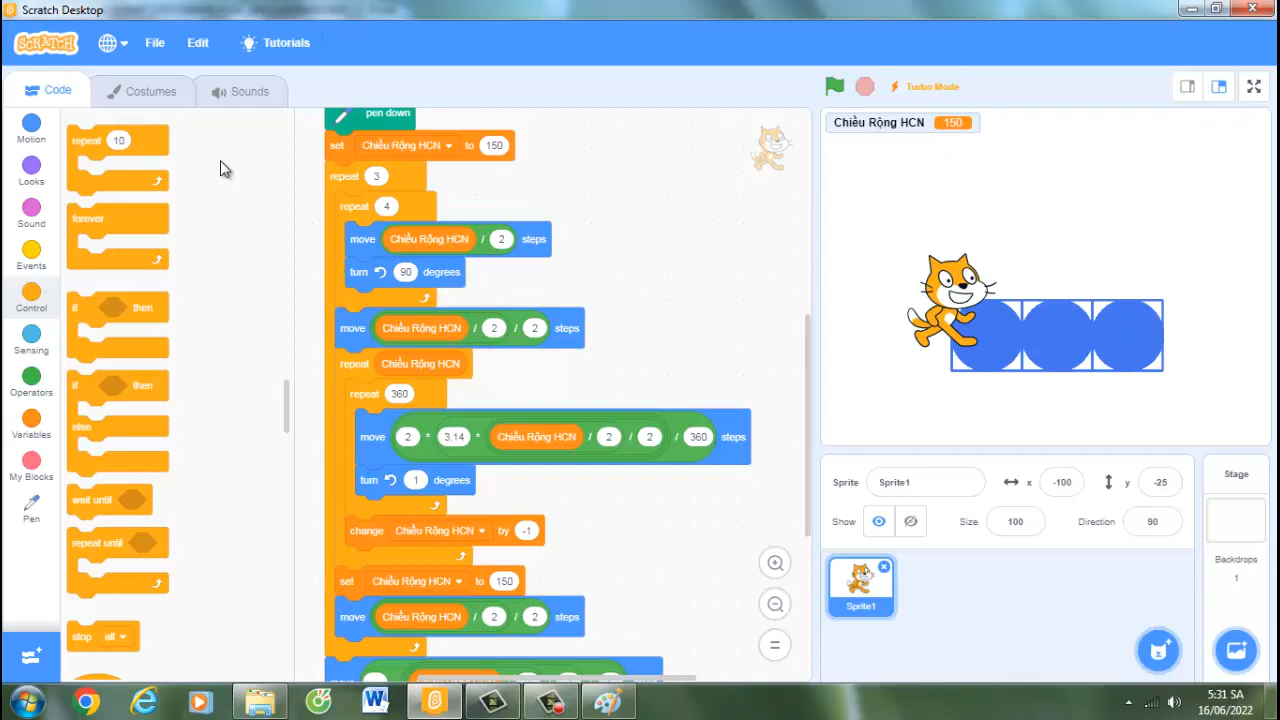 Scratch Desktop
SCRATCH File Edit Tutorials
Code Costumes Sounds
Turbo Mode
Motion
Looks
Sound
Events
Control
Sensing
Operators
Variables
My Blocks
Pen
repeat 10
forever
if then
if then
else
wait until
repeat until
stop all
pen down
set Chiều Rộng HCN to 150
repeat 3
repeat 4
move Chiều Rộng HCN / 2 steps
turn 90 degrees
move Chiều Rộng HCN / 2 / 2 steps
repeat Chiều Rộng HCN
repeat 360
move 2 * 3.14 * Chiều Rộng HCN / 2 / 2 / 360 steps
turn 1 degrees
change Chiều Rộng HCN by -1
set Chiều Rộng HCN to 150
move Chiều Rộng HCN / 2 / 2 steps
Chiều Rộng HCN 150
Sprite Sprite1 x -100 y -25
Show Size 100 Direction 90
Sprite1
Stage
Backdrops
1
5:31 SA
16/06/2022